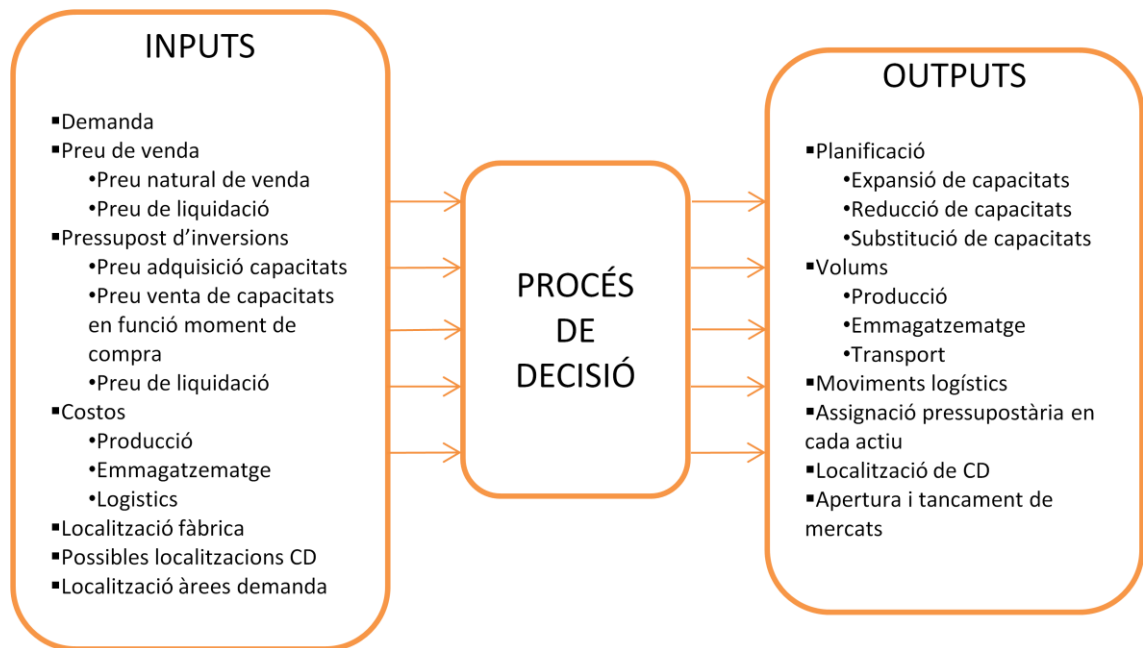 INPUTS
▪Demanda
▪Preu de venda
•Preu natural de venda
•Preu de liquidació
▪Pressupost d’inversions
•Preu adquisició capacitats
•Preu venta de capacitats
en funció moment de
compra
•Preu de liquidació
▪Costos
•Producció
•Emmagatzematge
•Logistics
▪Localització fàbrica
▪Possibles localitzacions CD
▪Localització àrees demanda
PROCÉS
DE
DECISIÓ
OUTPUTS
▪Planificació
•Expansió de capacitats
•Reducció de capacitats
•Substitució de capacitats
▪Volums
•Producció
•Emmagatzematge
•Transport
▪Moviments logístics
▪Assignació pressupostària en
cada actiu
▪Localització de CD
▪Apertura i tancament de
mercats